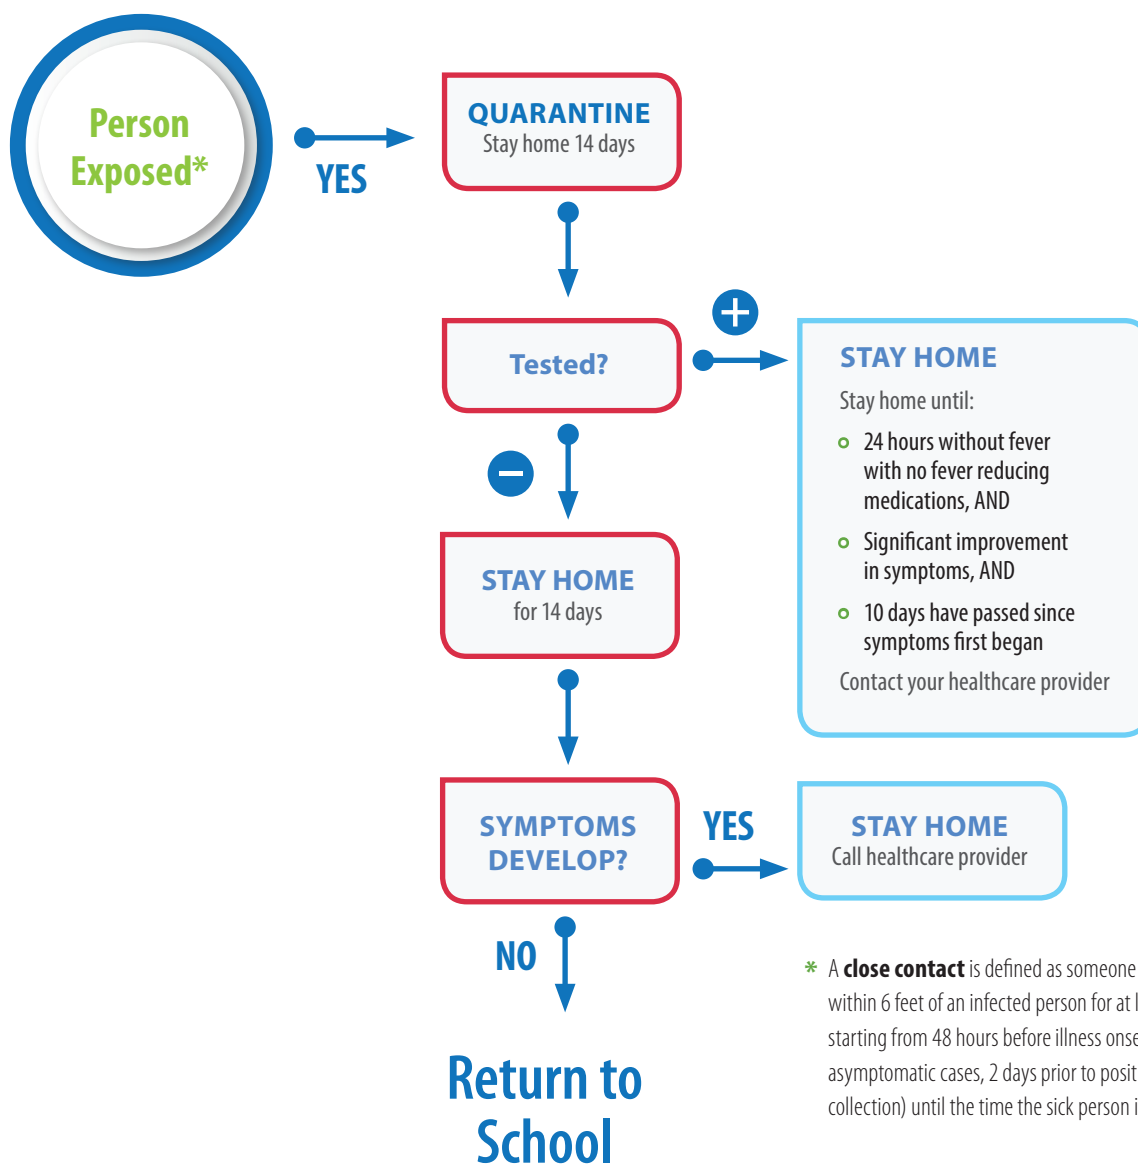 Person
Exposed*
YES
QUARANTINE
Stay home 14 days
Tested?
+
STAY HOME
Stay home until:
24 hours without fever
with no fever reducing
medications, AND
Significant improvement
in symptoms, AND
10 days have passed since
symptoms first began
Contact your healthcare provider
−
STAY HOME
for 14 days
SYMPTOMS
DEVELOP?
YES
STAY HOME
Call healthcare provider
NO
Return to
School
* A close contact is defined as someone
within 6 feet of an infected person for at
starting from 48 hours before illness
asymptomatic cases, 2 days prior to
collection) until the time the sick person